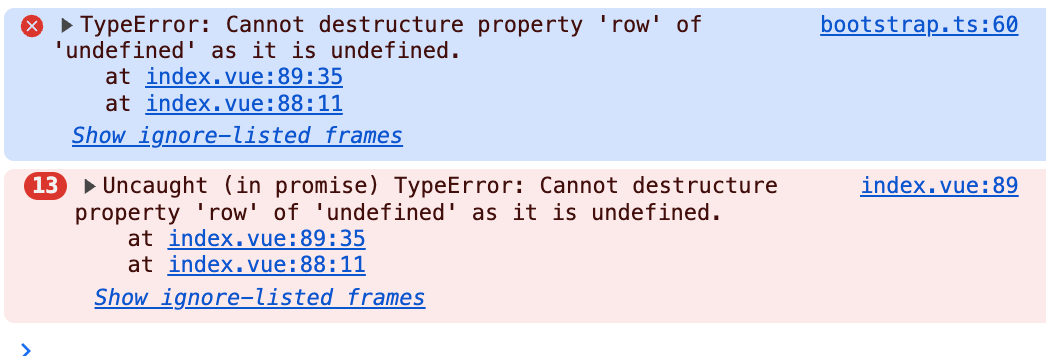 TypeError: Cannot destructure property 'row' of bootstrap.ts:60
'undefined' as it is undefined.
at index.vue:89:35
at index.vue:88:11
Show ignore-listed frames
13 Uncaught (in promise) TypeError: Cannot destructure index.vue:89
property 'row' of 'undefined' as it is undefined.
at index.vue:89:35
at index.vue:88:11
Show ignore-listed frames